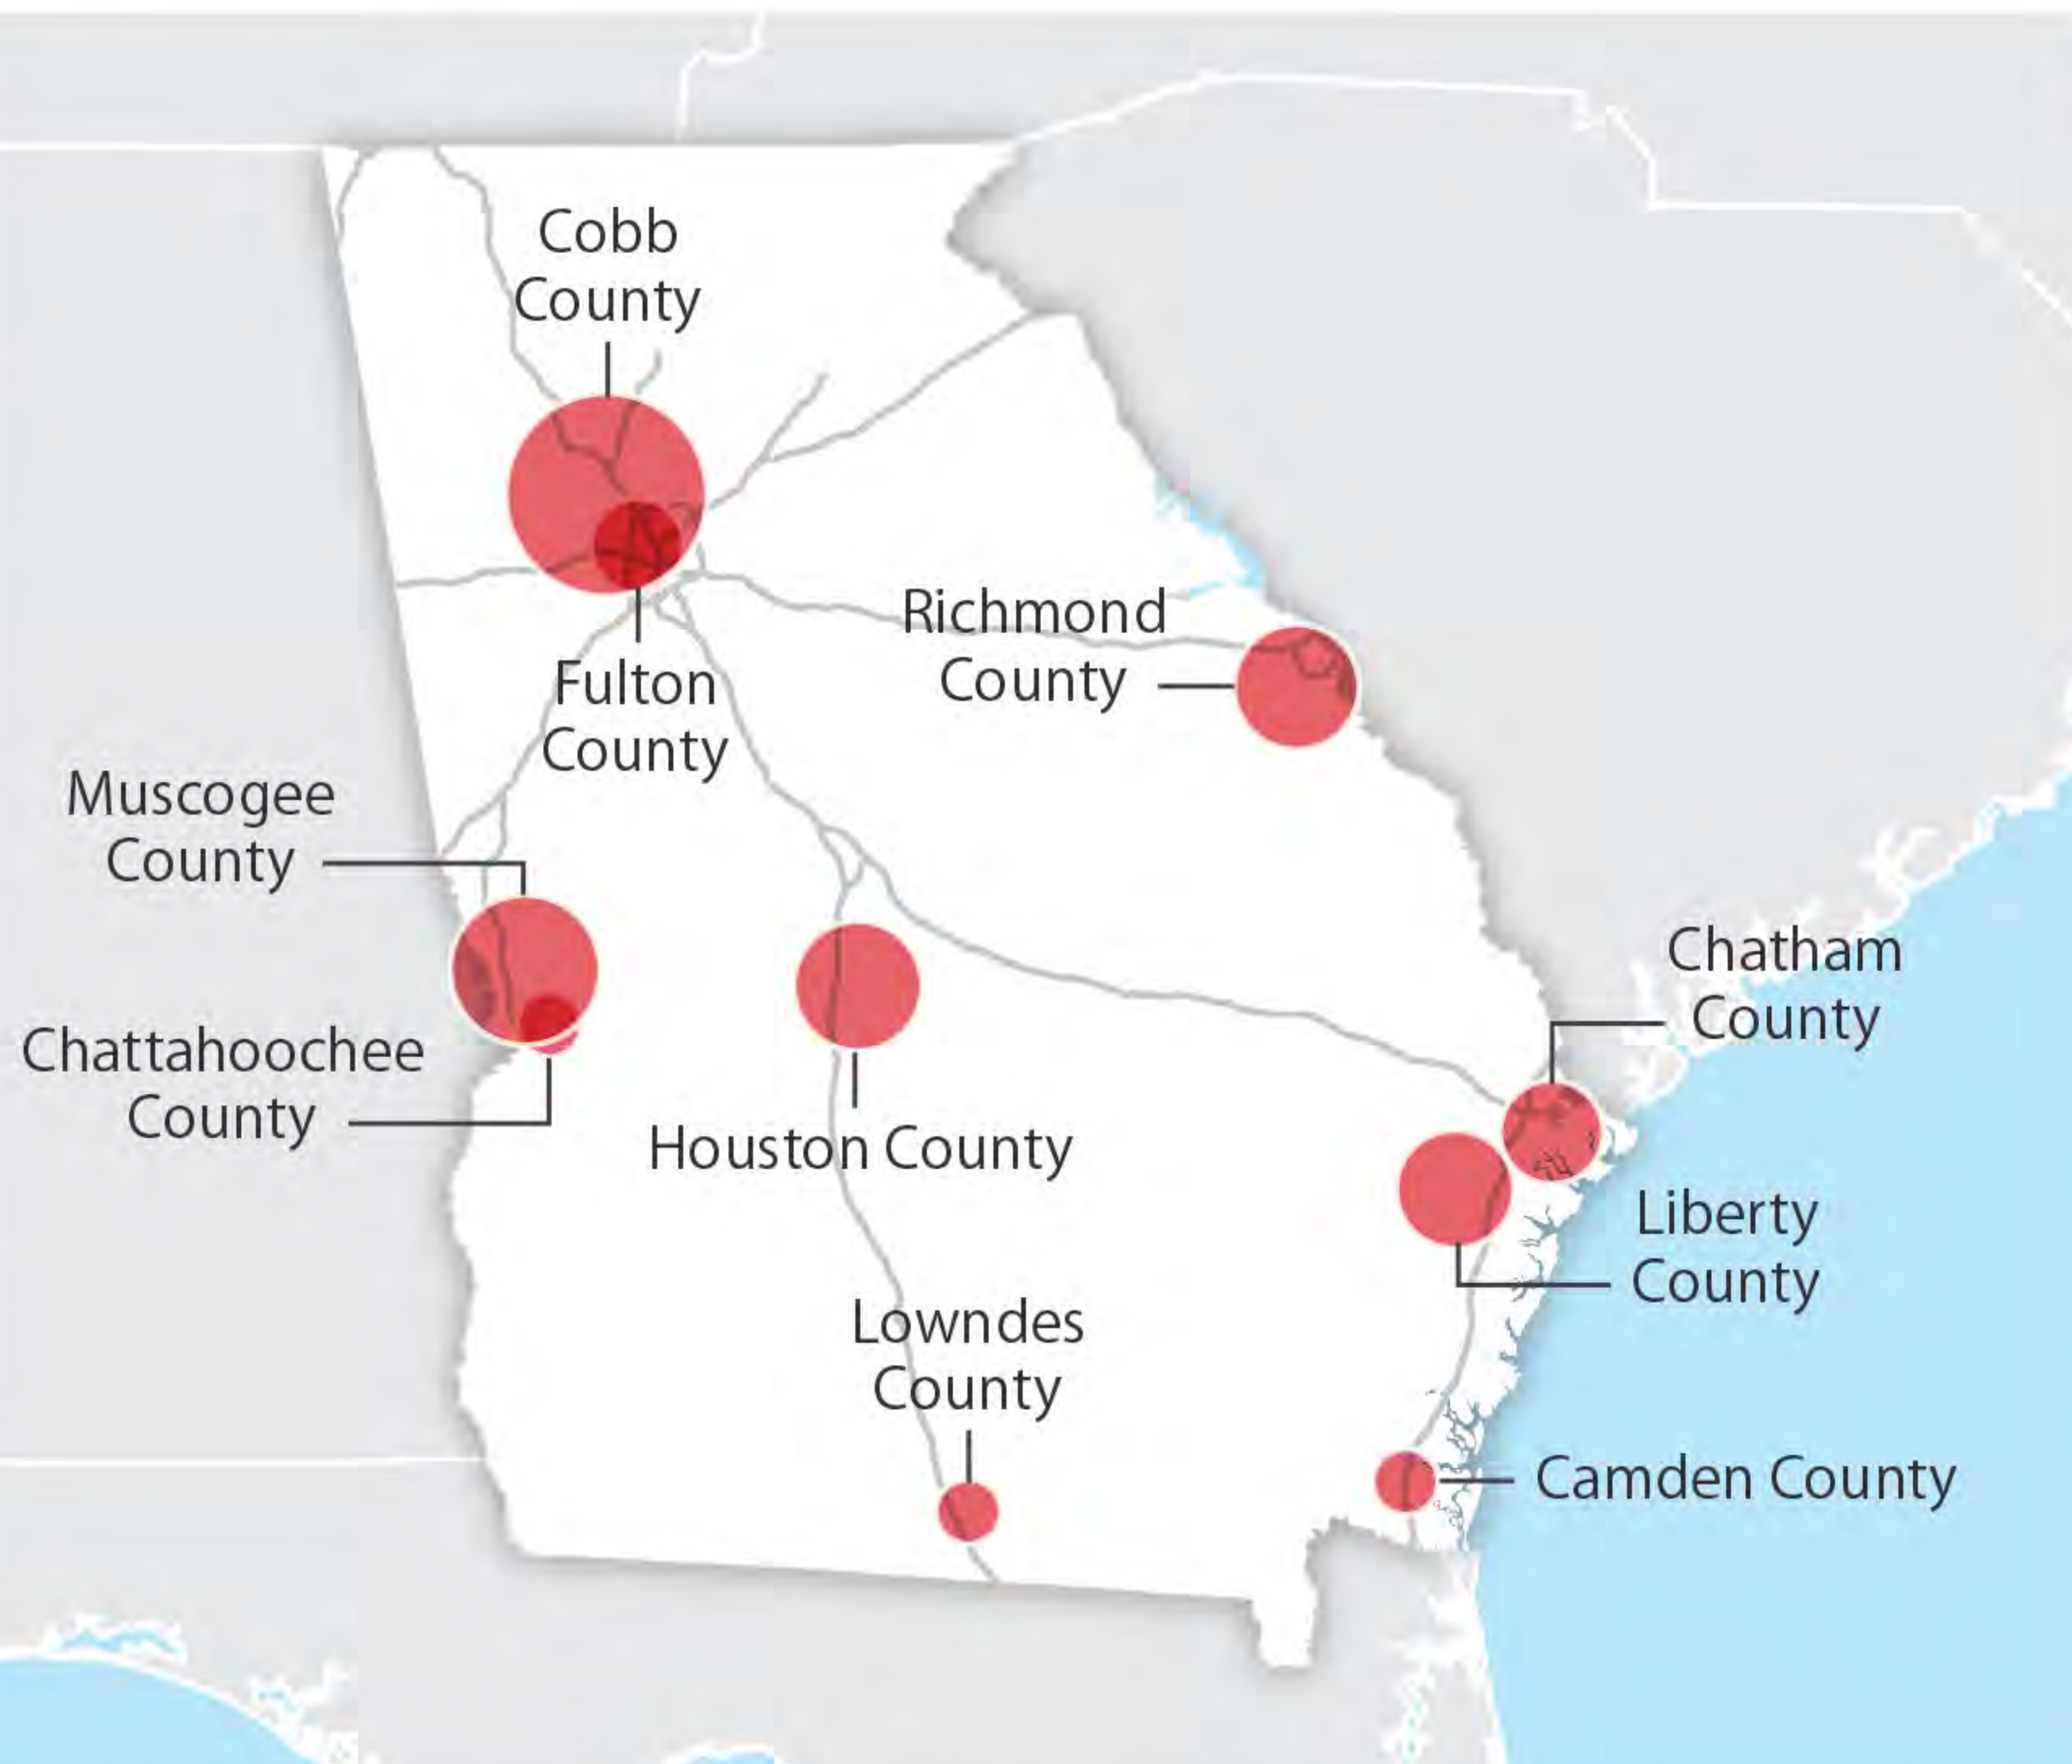 Cobb
County
Fulton
County
Richmond
County
Muscogee
County
Chattahoochee
County
Houston County
Chatham
County
Liberty
County
Lowndes
County
Camden County